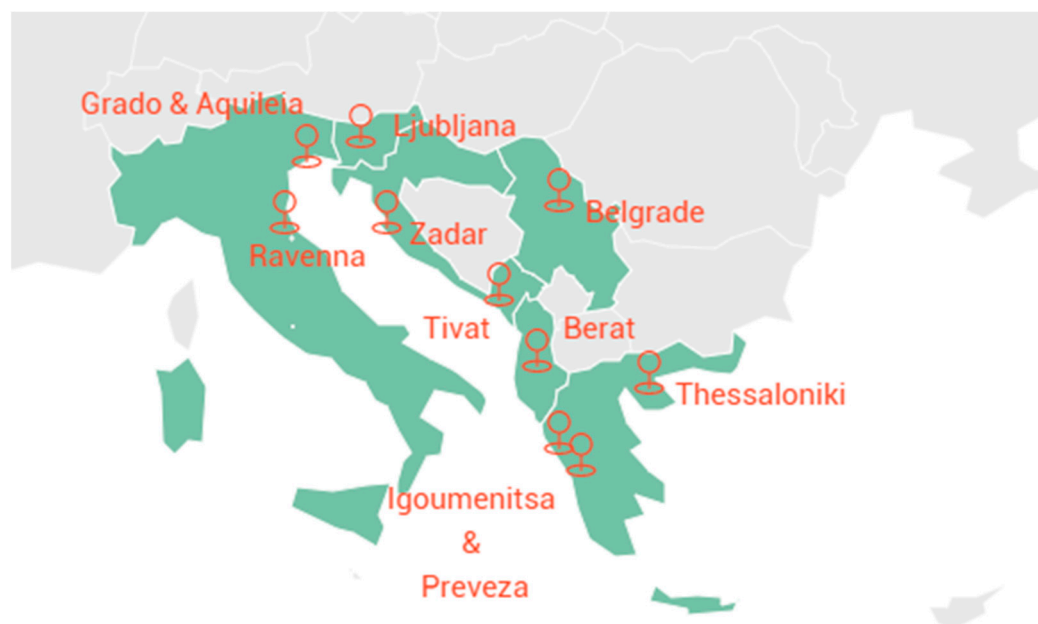 Grado & Aquileia
Ljubljana
Belgrade
Zadar
Ravenna
Tivat
Berat
Thessaloniki
Igoumenitsa
&
Preveza